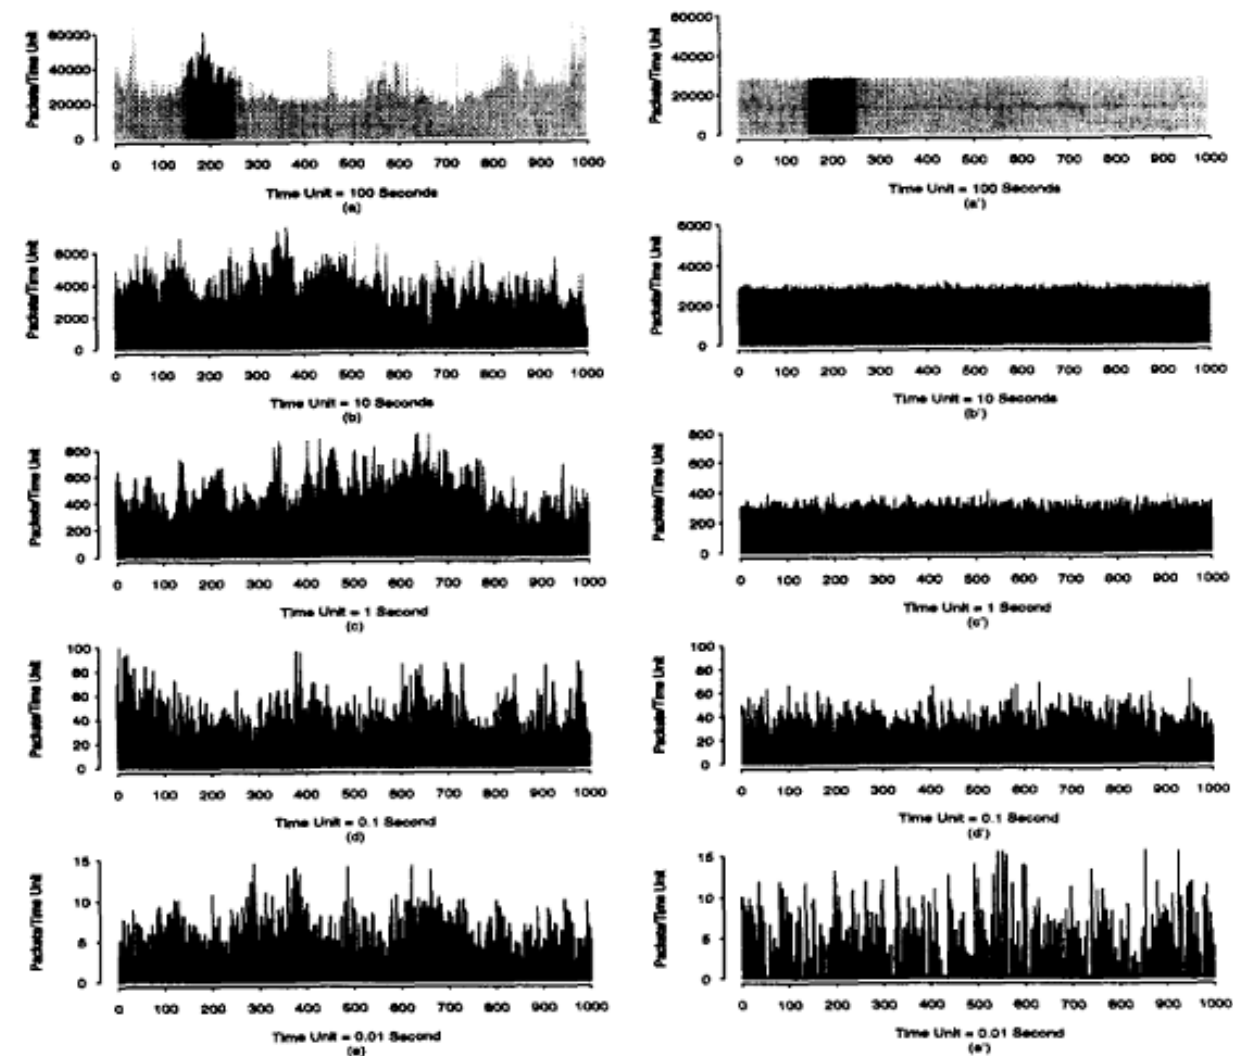 Packets/Time Unit
60000
40000
20000
0
0 100 200 300 400 500 600 700 800 900 1000
Time Unit = 100 Seconds
(a)
Packets/Time Unit
60000
40000
20000
0
0 100 200 300 400 500 600 700 800 900 1000
Time Unit = 100 Seconds
(a')
Packets/Time Unit
6000
4000
2000
0
0 100 200 300 400 500 600 700 800 900 1000
Time Unit = 10 Seconds
(b)
Packets/Time Unit
6000
4000
2000
0
0 100 200 300 400 500 600 700 800 900 1000
Time Unit = 10 Seconds
(b')
Packets/Time Unit
800
600
400
200
0
0 100 200 300 400 500 600 700 800 900 1000
Time Unit = 1 Second
(c)
Packets/Time Unit
800
600
400
200
0
0 100 200 300 400 500 600 700 800 900 1000
Time Unit = 1 Second
(c')
Packets/Time Unit
100
80
60
40
20
0
0 100 200 300 400 500 600 700 800 900 1000
Time Unit = 0.1 Second
(d)
Packets/Time Unit
100
80
60
40
20
0
0 100 200 300 400 500 600 700 800 900 1000
Time Unit = 0.1 Second
(d')
Packets/Time Unit
15
10
5
0
0 100 200 300 400 500 600 700 800 900 1000
Time Unit = 0.01 Second
(e)
Packets/Time Unit
15
10
5
0
0 100 200 300 400 500 600 700 800 900 1000
Time Unit = 0.01 Second
(e')